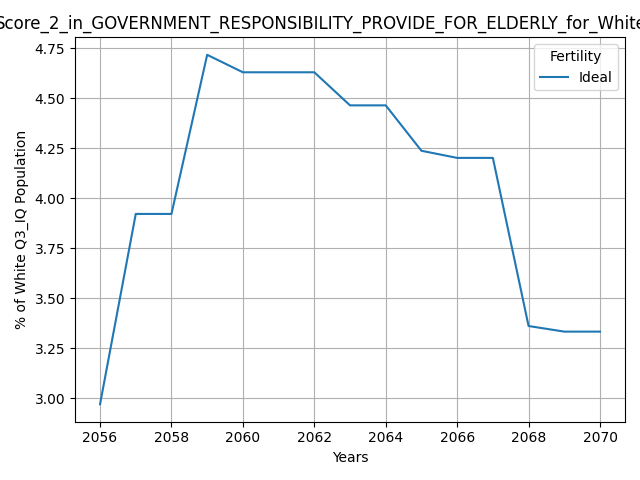 Score_2_in_GOVERNMENT_RESPONSIBILITY_PROVIDE_FOR_ELDERLY_for_White
Fertility
Ideal
% of White Q3_IQ Population
4.75
4.50
4.25
4.00
3.75
3.50
3.25
3.00
2056 2058 2060 2062 2064 2066 2068 2070
Years